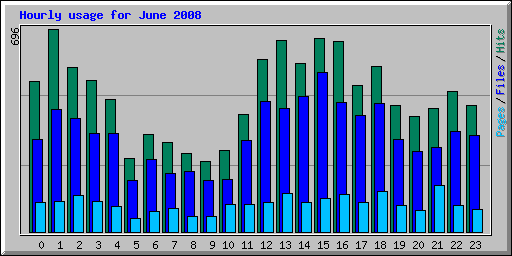 Hourly usage for June 2008
696
Pages/Files/Hits
0 1 2 3 4 5 6 7 8 9 10 11 12 13 14 15 16 17 18 19 20 21 22 23